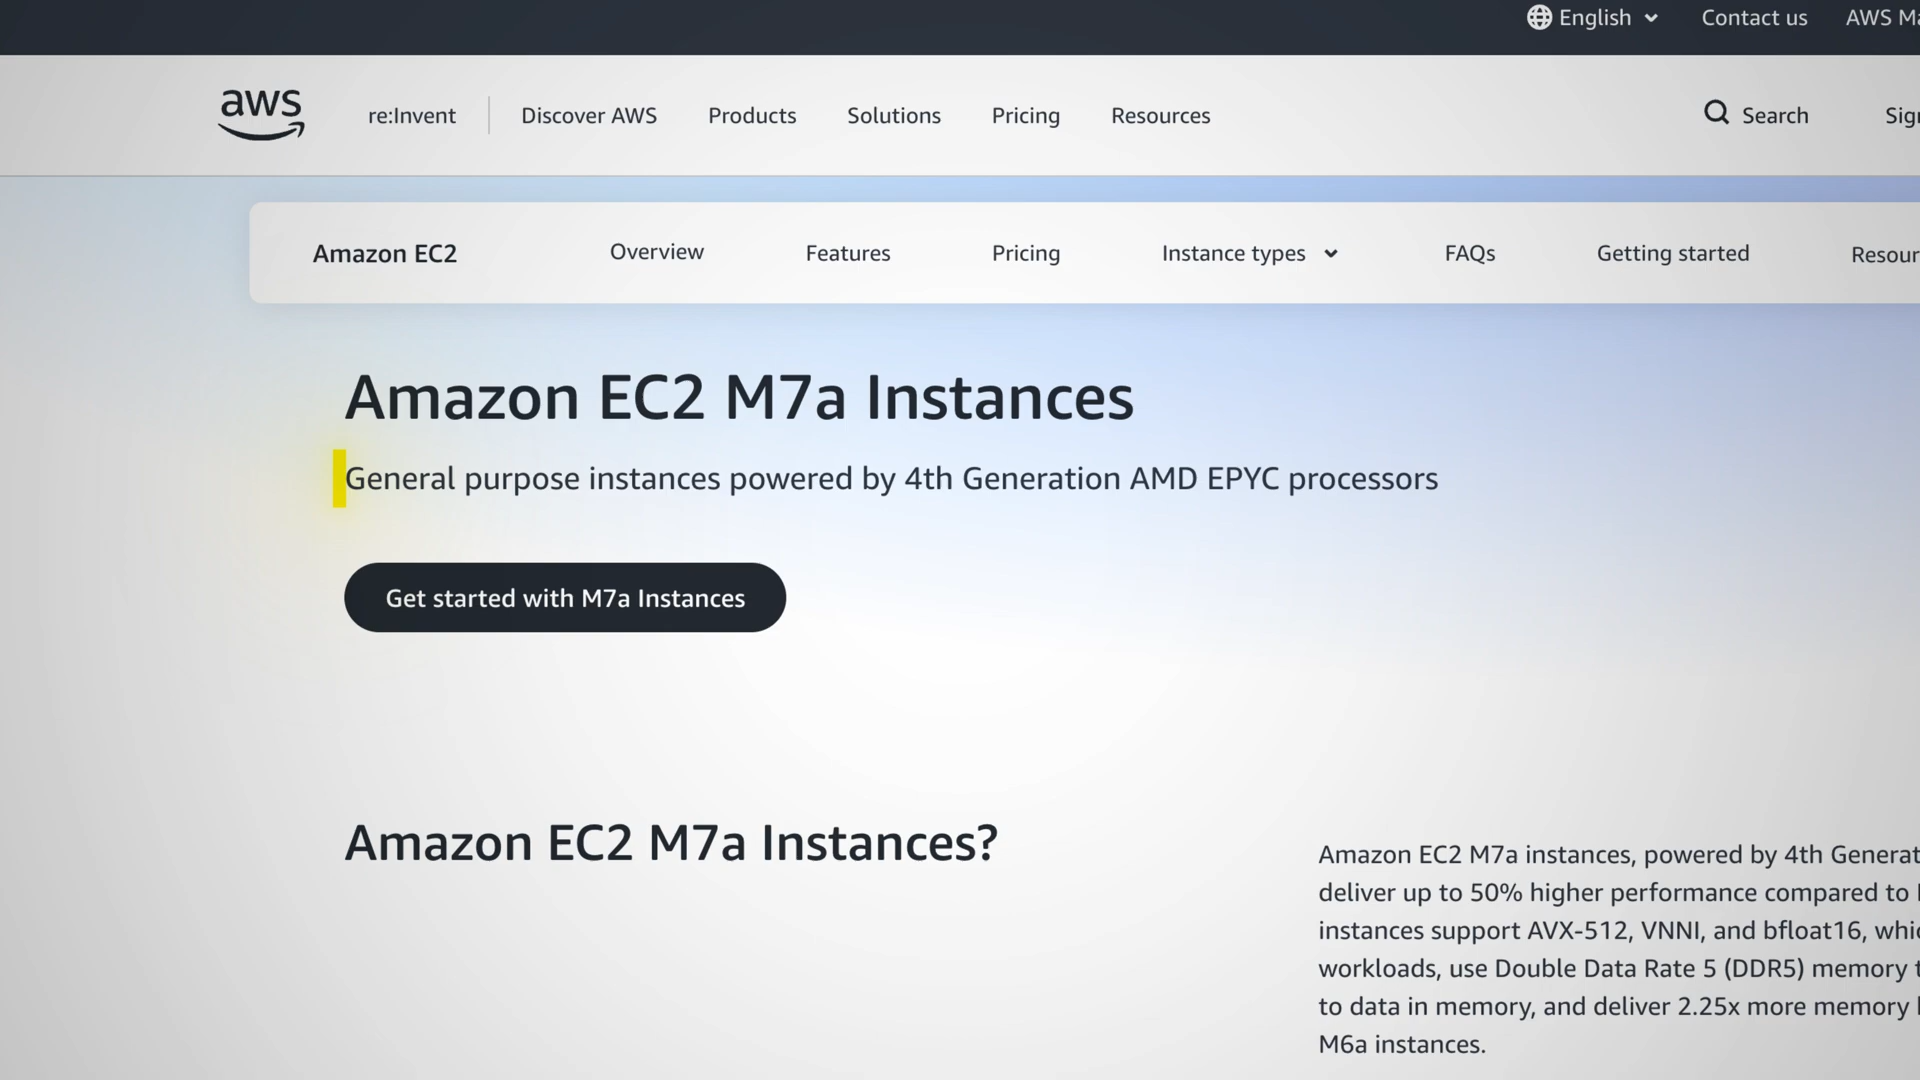 English
Contact us
AWS
aws
re:Invent
Discover AWS
Products
Solutions
Pricing
Resources
Search
Amazon EC2
Overview
Features
Pricing
Instance types
FAQs
Getting started
Amazon EC2 M7a Instances
General purpose instances powered by 4th Generation AMD EPYC processors
Get started with M7a Instances
Amazon EC2 M7a Instances?
Amazon EC2 M7a instances, powered by 4th
deliver up to 50% higher performance compared to
instances support AVX-512, VNNI, and bfloat16,
workloads, use Double Data Rate 5 (DDR5) memory
to data in memory, and deliver 2.25x more memory
M6a instances.